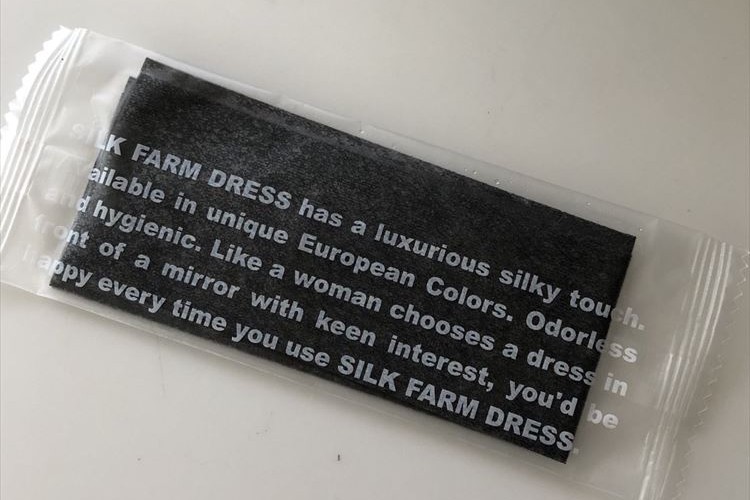 SILK FARM DRESS has a luxurious silky touch.
Available in unique European Colors. Odorless
and hygienic. Like a woman chooses a dress in
front of a mirror with keen interest, you'd be
happy every time you use SILK FARM DRESS.